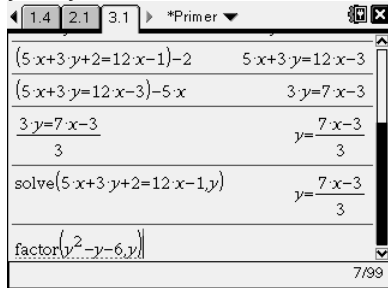 1.4 2.1 3.1 *Primer
(5·x+3·y+2=12·x−1)−2 5·x+3·y=12·x−3
(5·x+3·y=12·x−3)−5·x 3·y=7·x−3
3·y=7·x−3
3 y=7·x−3
3
solve(5·x+3·y+2=12·x−1,y) y=7·x−3
3
factor(y²−y−6,y)
7/99